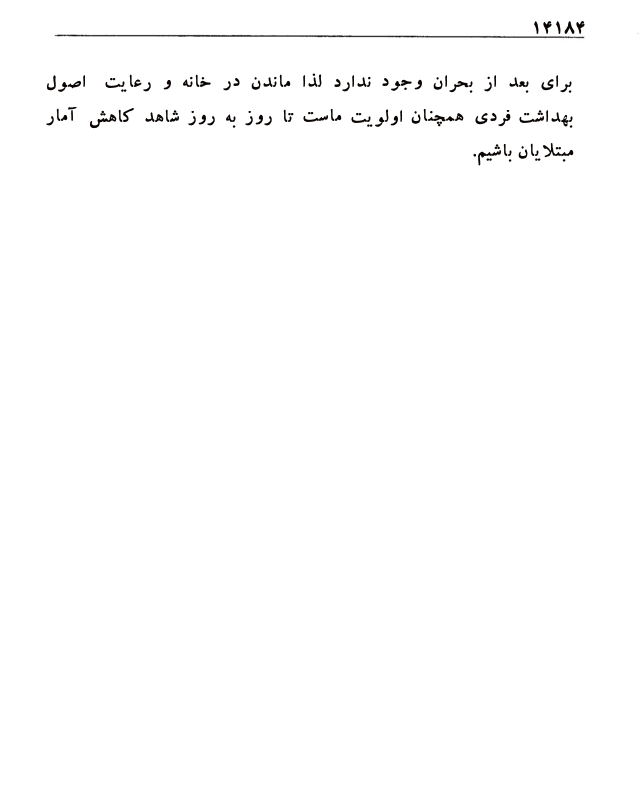 ۱۴۱۸۴
برای بعد از بحران وجود ندارد لذا ماندن در خانه و رعایت اصول
بهداشت فردی همچنان اولویت ماست تا روز به روز شاهد کاهش آمار
مبتلایان باشیم.